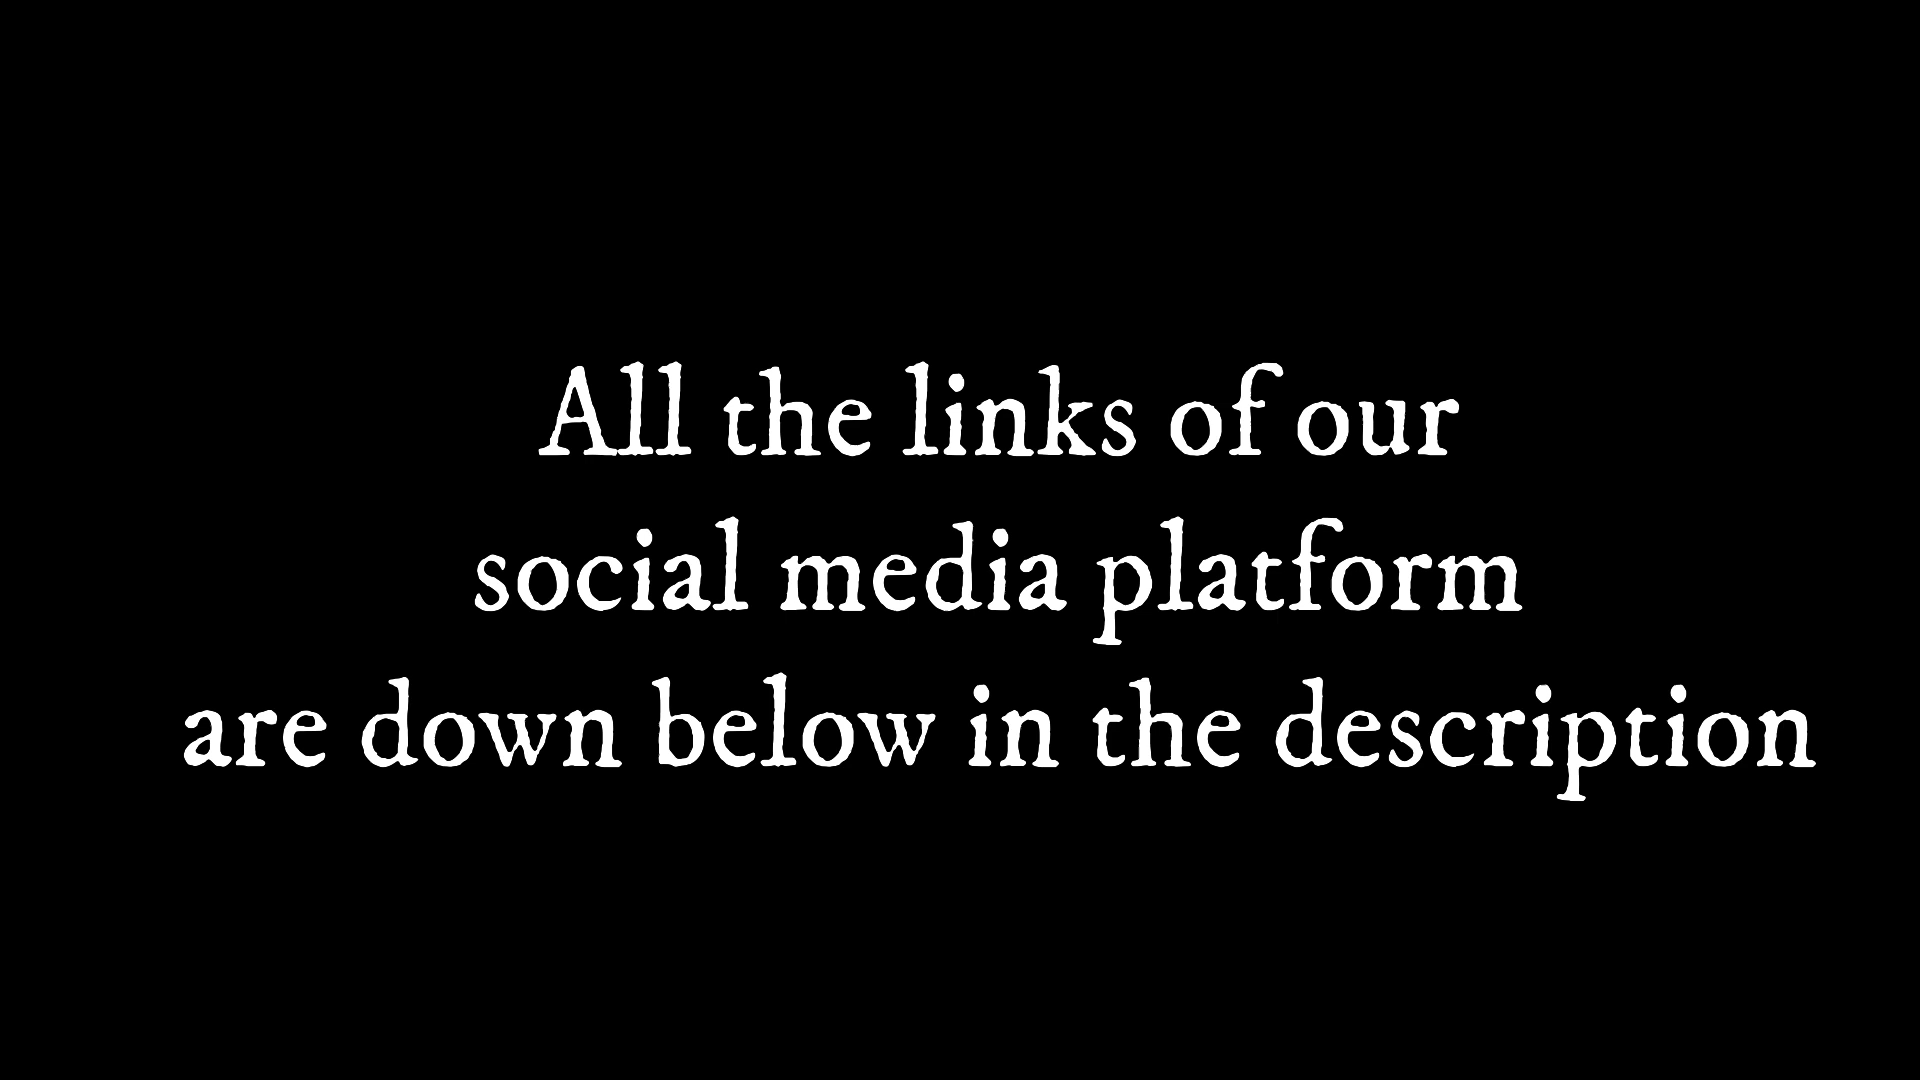 All the links of our
social media platform
are down below in the description